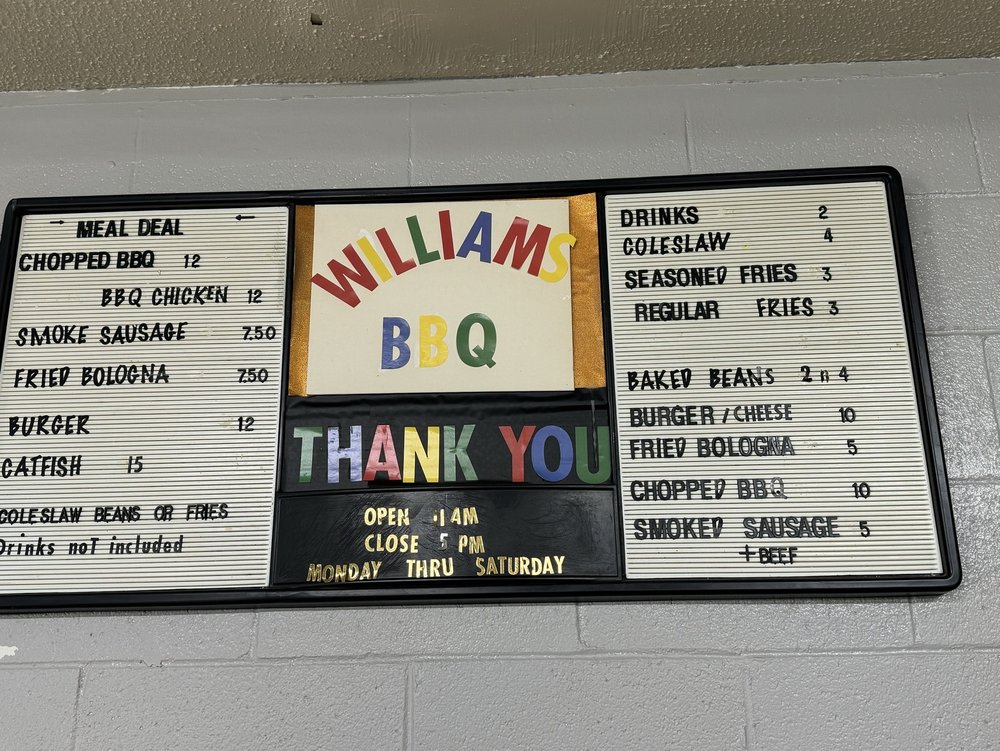 MEAL DEAL
CHOPPED BBQ 12
BBQ CHICKEN 12
SMOKE SAUSAGE 7.50
FRIED BOLOGNA 7.50
BURGER 12
CATFISH 15
COLESLAW BEANS OR FRIES
Drinks noT included
WILLIAMS
BBQ
THANK YOU
OPEN AM
CLOSE 5 PM
MONDAY THRU SATURDAY
DRINKS 2
COLESLAW 4
SEASONED FRIES 3
REGULAR FRIES 3
BAKED BEANS 2 n 4
BURGER / CHEESE 10
FRIED BOLOGNA 5
CHOPPED BBQ 10
SMOKED SAUSAGE 5
+ BEEF